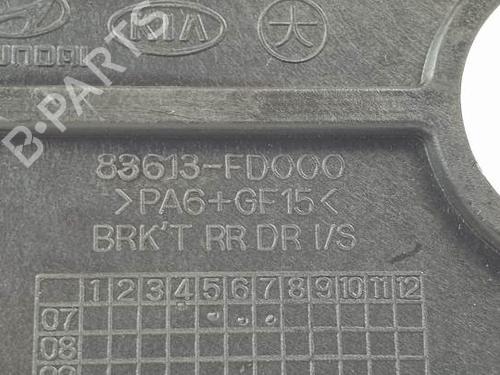 HYUNDAI KIA 大
B-PARTS
83613-FD000
>PA6+GF15<
BRK'T RR DR I/S
1 2 3 4 5 6 7 8 9 10 11 12
07
08